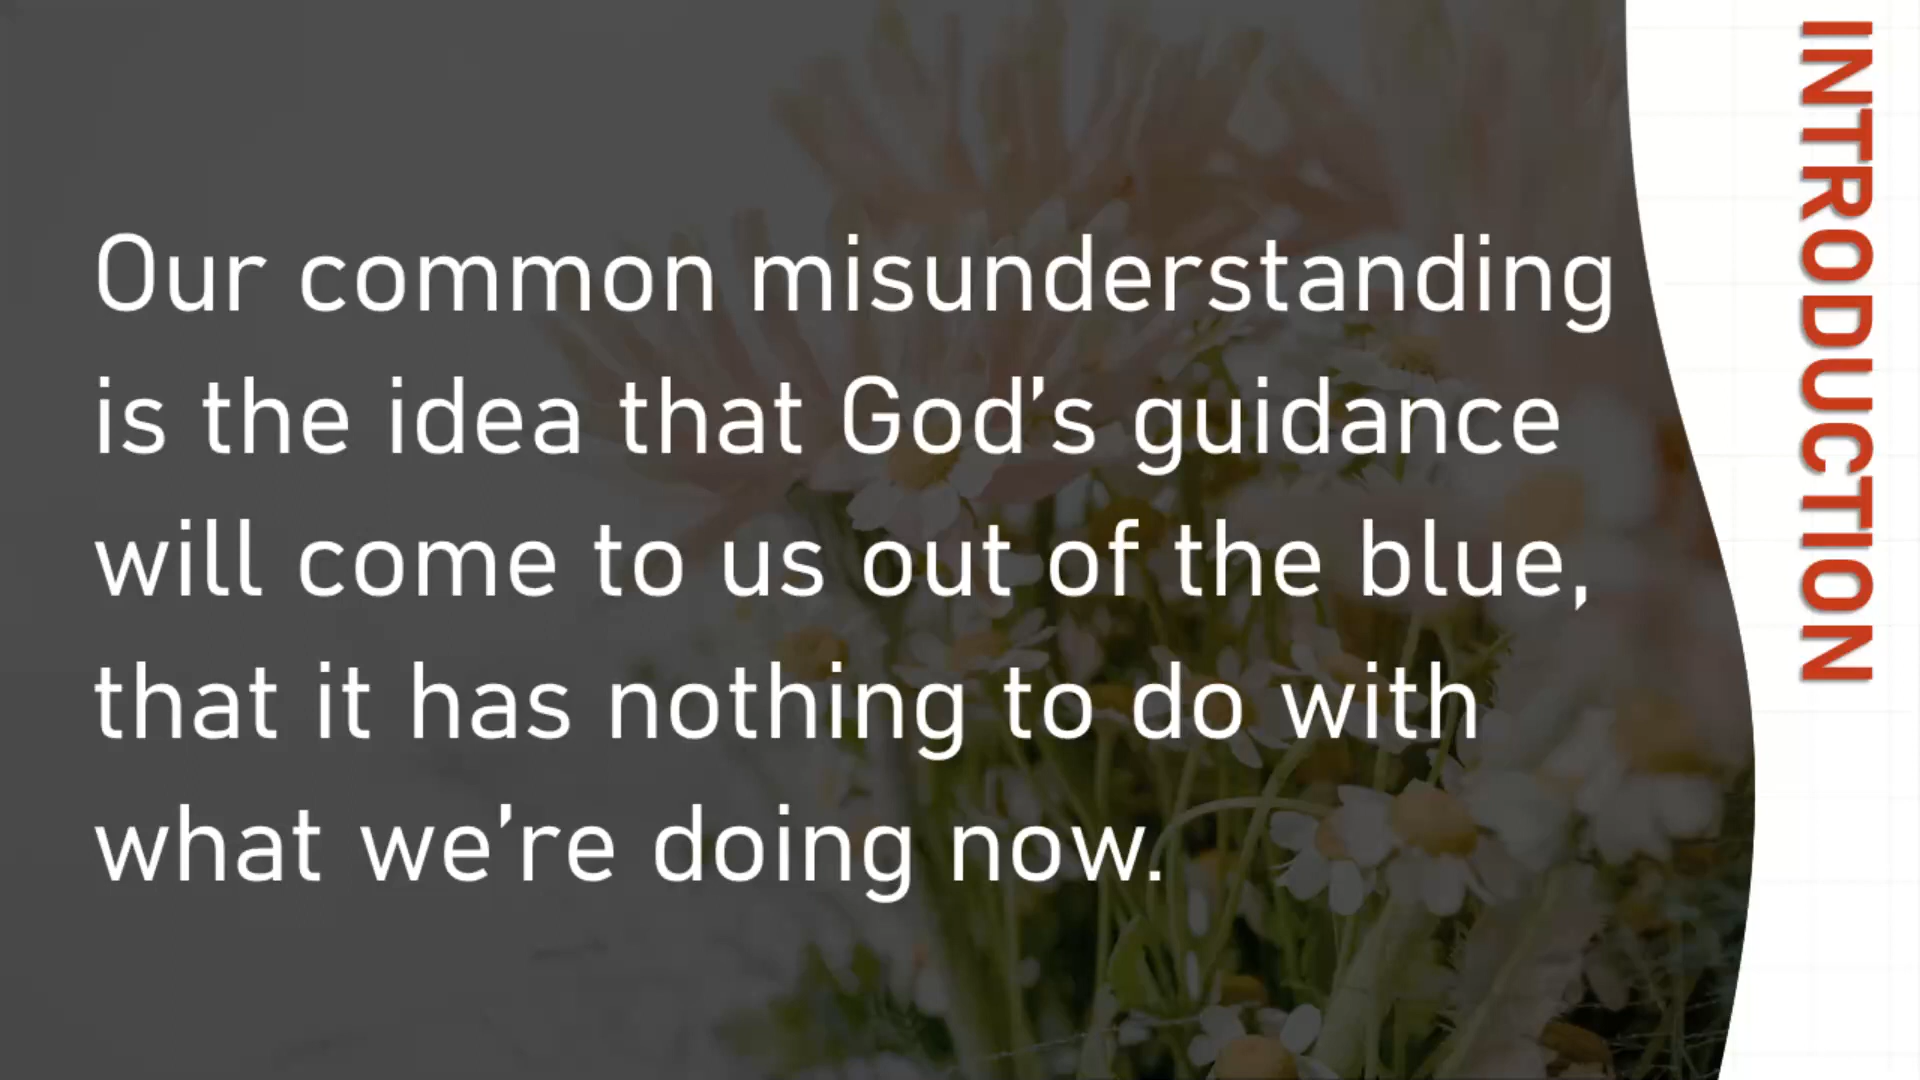 Our common misunderstanding
is the idea that God’s guidance
will come to us out of the blue,
that it has nothing to do with
what we’re doing now.
INTRODUCTION